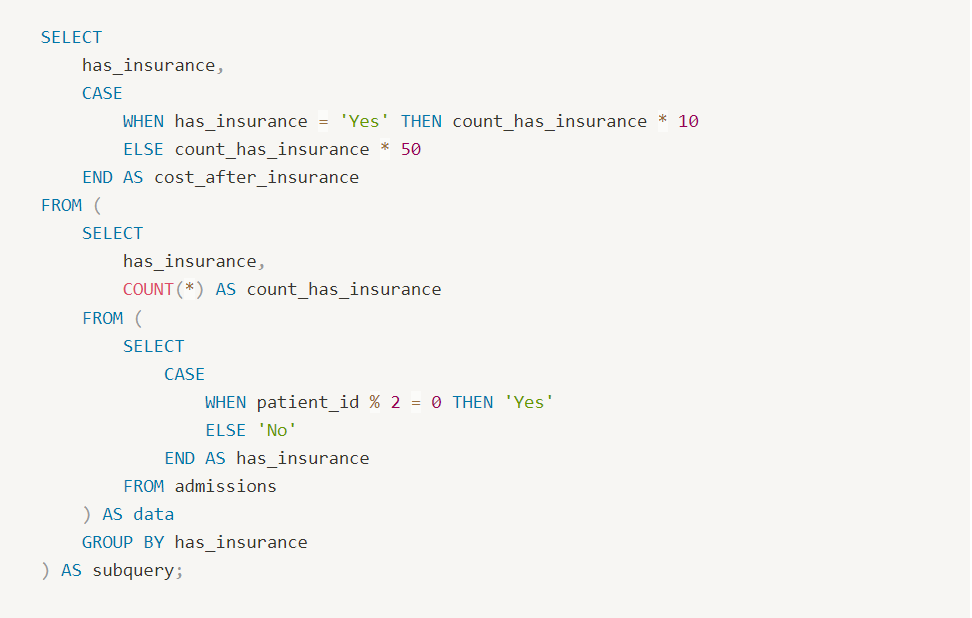 SELECT
    has_insurance,
    CASE
        WHEN has_insurance = 'Yes' THEN count_has_insurance * 10
        ELSE count_has_insurance * 50
    END AS cost_after_insurance
FROM (
    SELECT
        has_insurance,
        COUNT(*) AS count_has_insurance
    FROM (
        SELECT
            CASE
                WHEN patient_id % 2 = 0 THEN 'Yes'
                ELSE 'No'
            END AS has_insurance
        FROM admissions
    ) AS data
    GROUP BY has_insurance
) AS subquery;